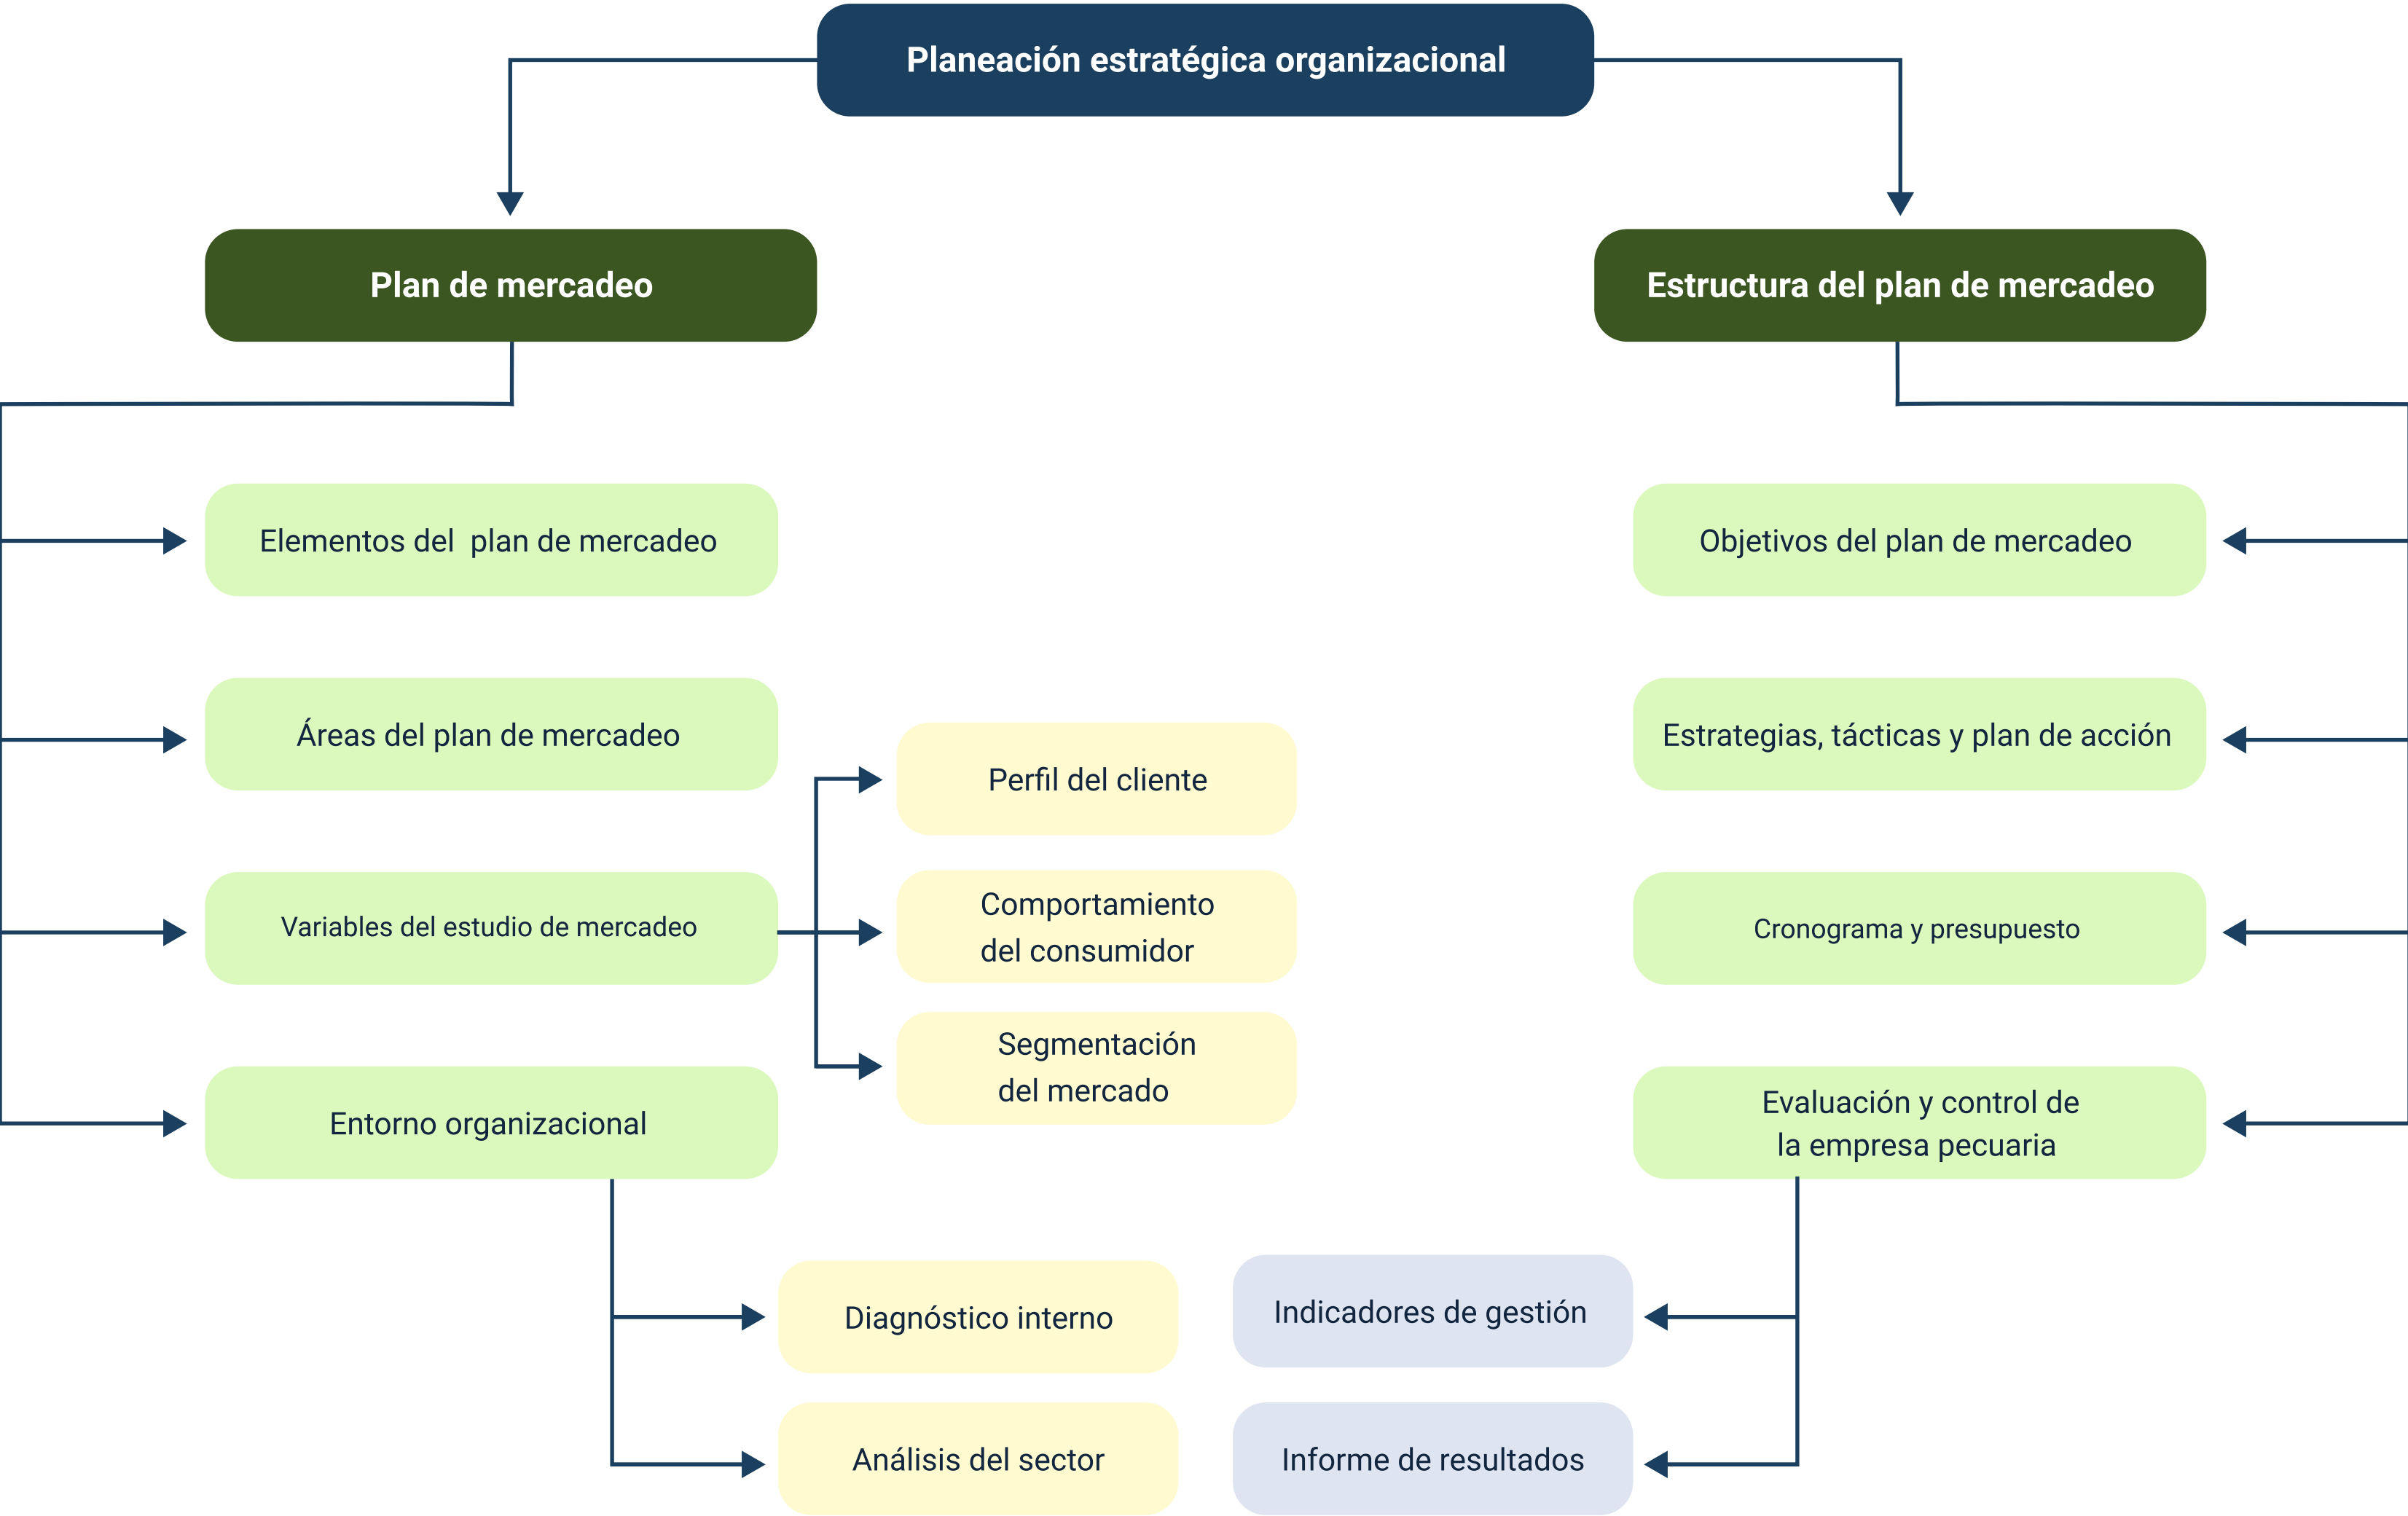 Planeación estratégica organizacional
Plan de mercadeo
Estructura del plan de mercadeo
Elementos del plan de mercadeo
Áreas del plan de mercadeo
Variables del estudio de mercadeo
Perfil del cliente
Comportamiento
del consumidor
Segmentación
del mercado
Entorno organizacional
Diagnóstico interno
Análisis del sector
Objetivos del plan de mercadeo
Estrategias, tácticas y plan de acción
Cronograma y presupuesto
Evaluación y control de
la empresa pecuaria
Indicadores de gestión
Informe de resultados